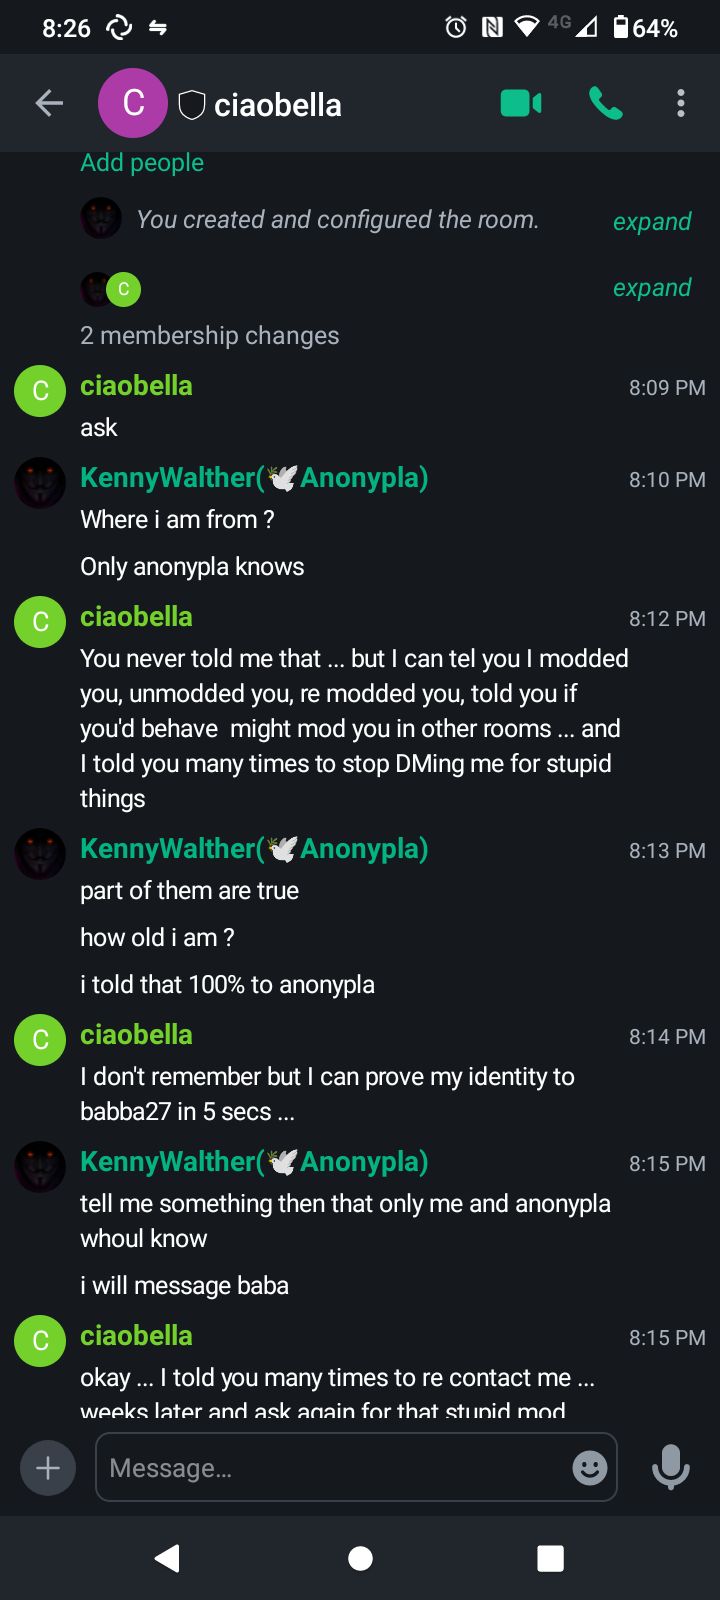 8:26 4G 64%
C ciaobella
Add people
You created and configured the room. expand
C expand
2 membership changes
C ciaobella 8:09 PM
ask
KennyWalther(🕊Anonypla) 8:10 PM
Where i am from ?
Only anonypla knows
C ciaobella 8:12 PM
You never told me that ... but I can tel you I modded
you, unmodded you, re modded you, told you if
you'd behave  might mod you in other rooms ... and
I told you many times to stop DMing me for stupid
things
KennyWalther(🕊Anonypla) 8:13 PM
part of them are true
how old i am ?
i told that 100% to anonypla
C ciaobella 8:14 PM
I don't remember but I can prove my identity to
babba27 in 5 secs ...
KennyWalther(🕊Anonypla) 8:15 PM
tell me something then that only me and anonypla
whoul know
i will message baba
C ciaobella 8:15 PM
okay ... I told you many times to re contact me ...
weeks later and ask again for that stupid mod
Message…